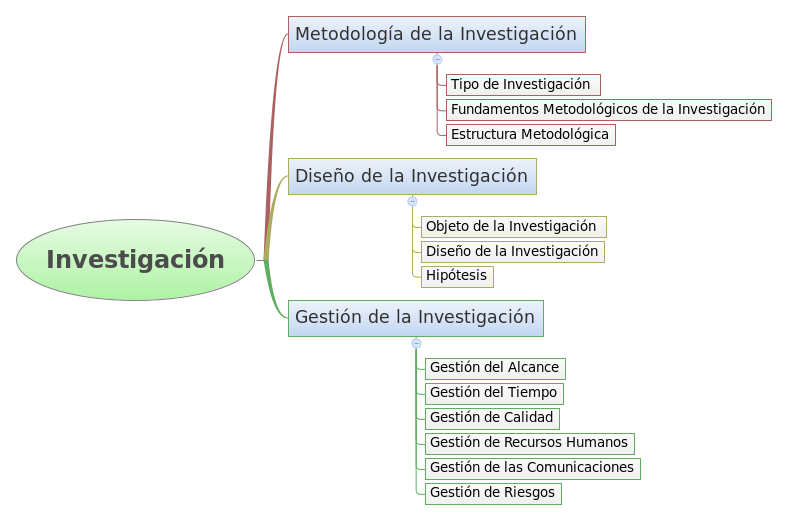 Metodología de la Investigación
Tipo de Investigación
Fundamentos Metodológicos de la Investigación
Estructura Metodológica
Diseño de la Investigación
Objeto de la Investigación
Diseño de la Investigación
Hipótesis
Investigación
Gestión de la Investigación
Gestión del Alcance
Gestión del Tiempo
Gestión de Calidad
Gestión de Recursos Humanos
Gestión de las Comunicaciones
Gestión de Riesgos